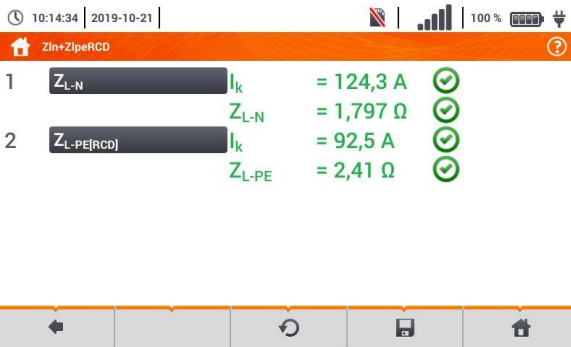 10:14:34 2019-10-21 100 %
Zln+ZlpeRCD ?
1 ZL-N Ik = 124,3 A
ZL-N = 1,797 Ω
2 ZL-PE[RCD] Ik = 92,5 A
ZL-PE = 2,41 Ω